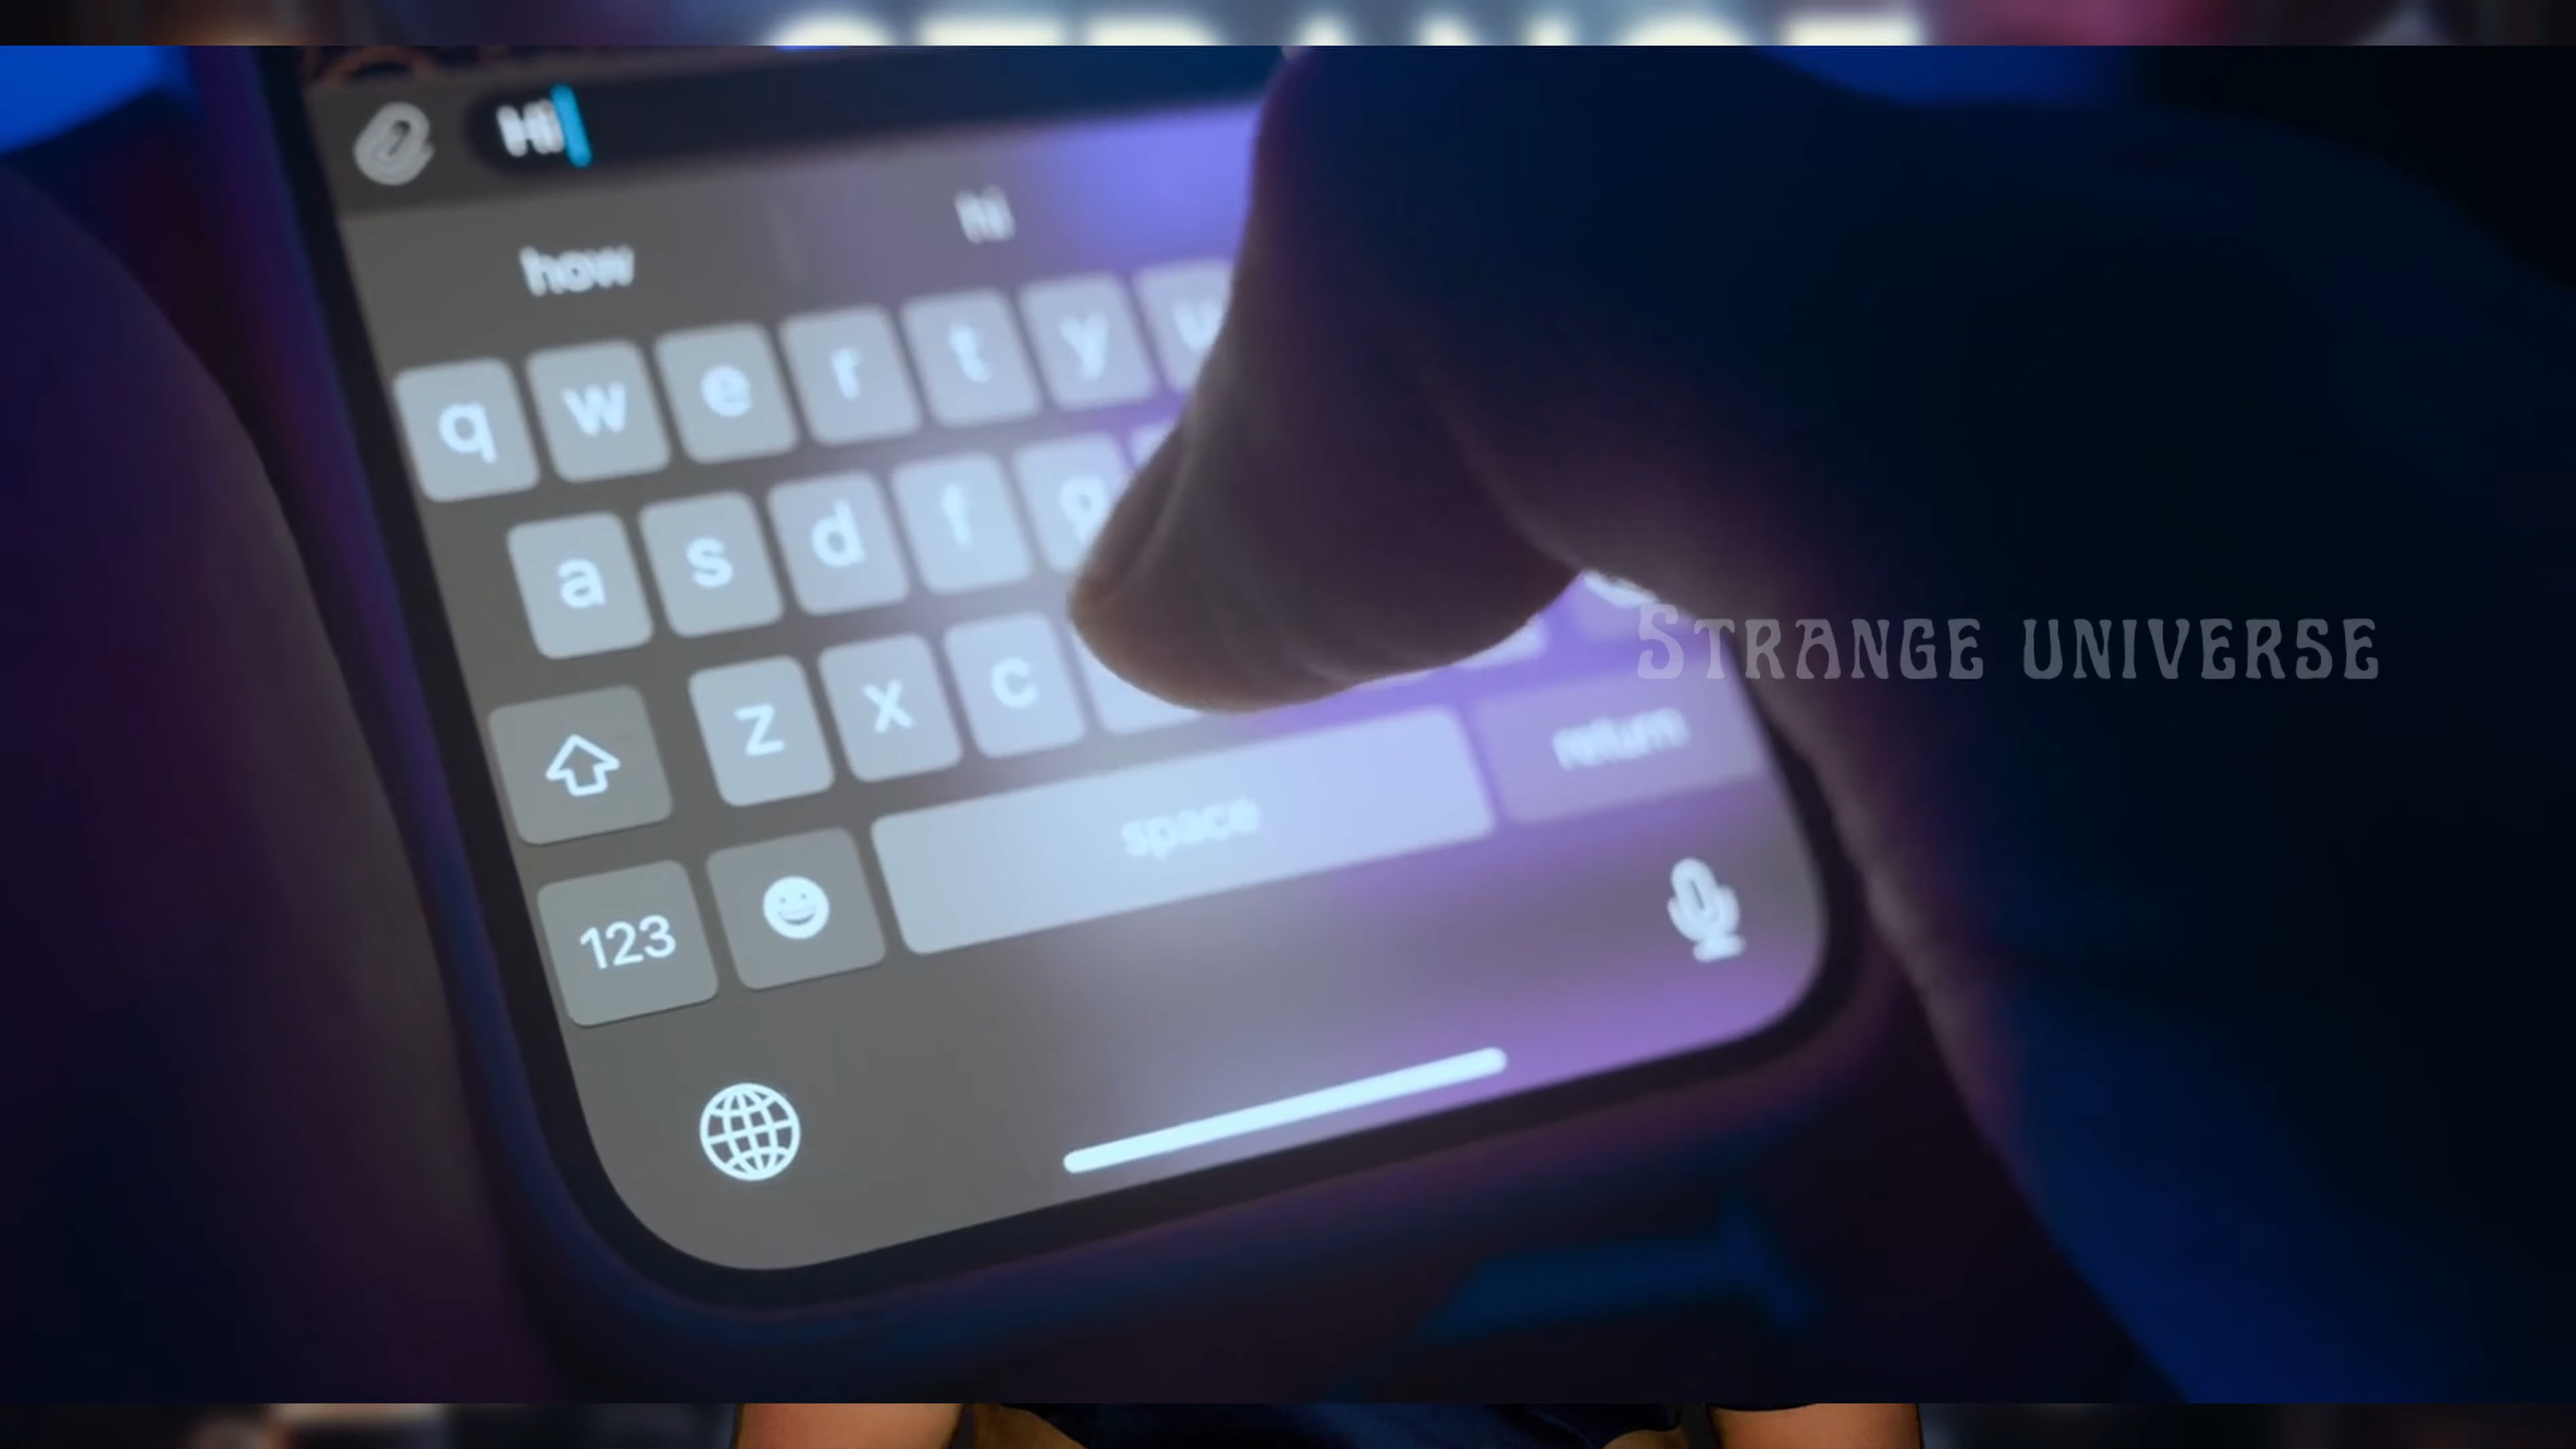 Hi
how hi
q w e r t y u
a s d f g
z x c
123 space return
STRANGE UNIVERSE